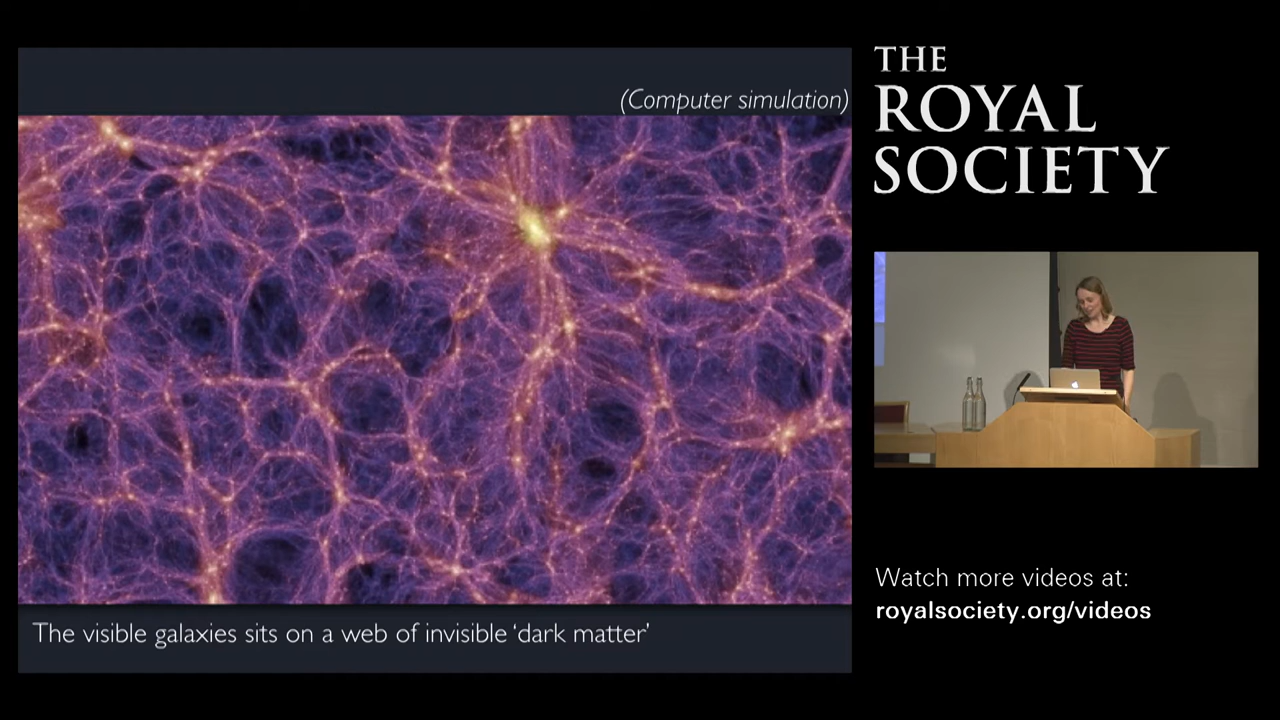 (Computer simulation)
The visible galaxies sits on a web of invisible ‘dark matter’
THE
ROYAL
SOCIETY
Watch more videos at:
royalsociety.org/videos